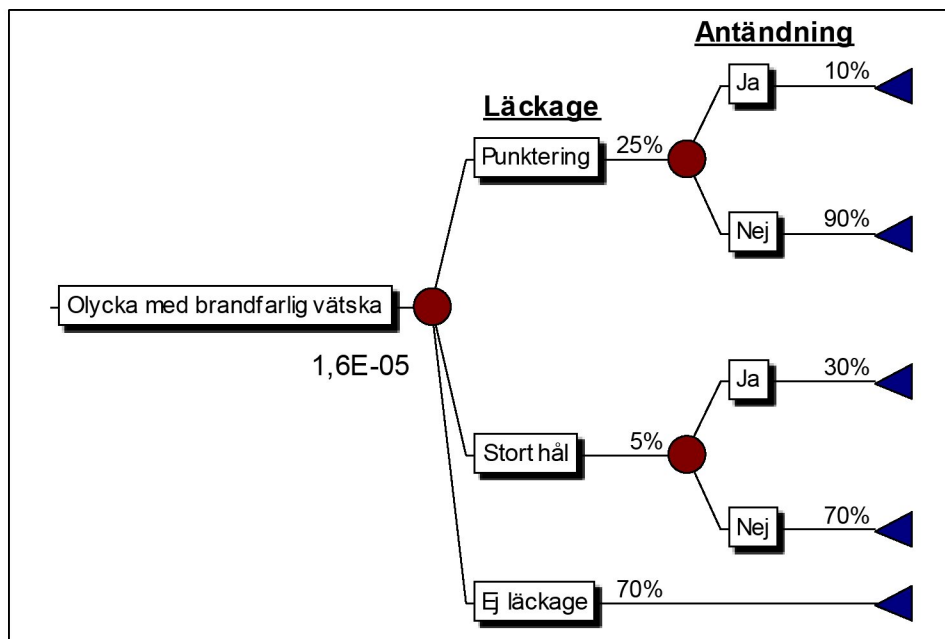 Antändning
Ja 10%
Läckage
Punktering 25%
Nej 90%
Olycka med brandfarlig vätska
1,6E-05
Ja 30%
Stort hål 5%
Nej 70%
Ej läckage 70%